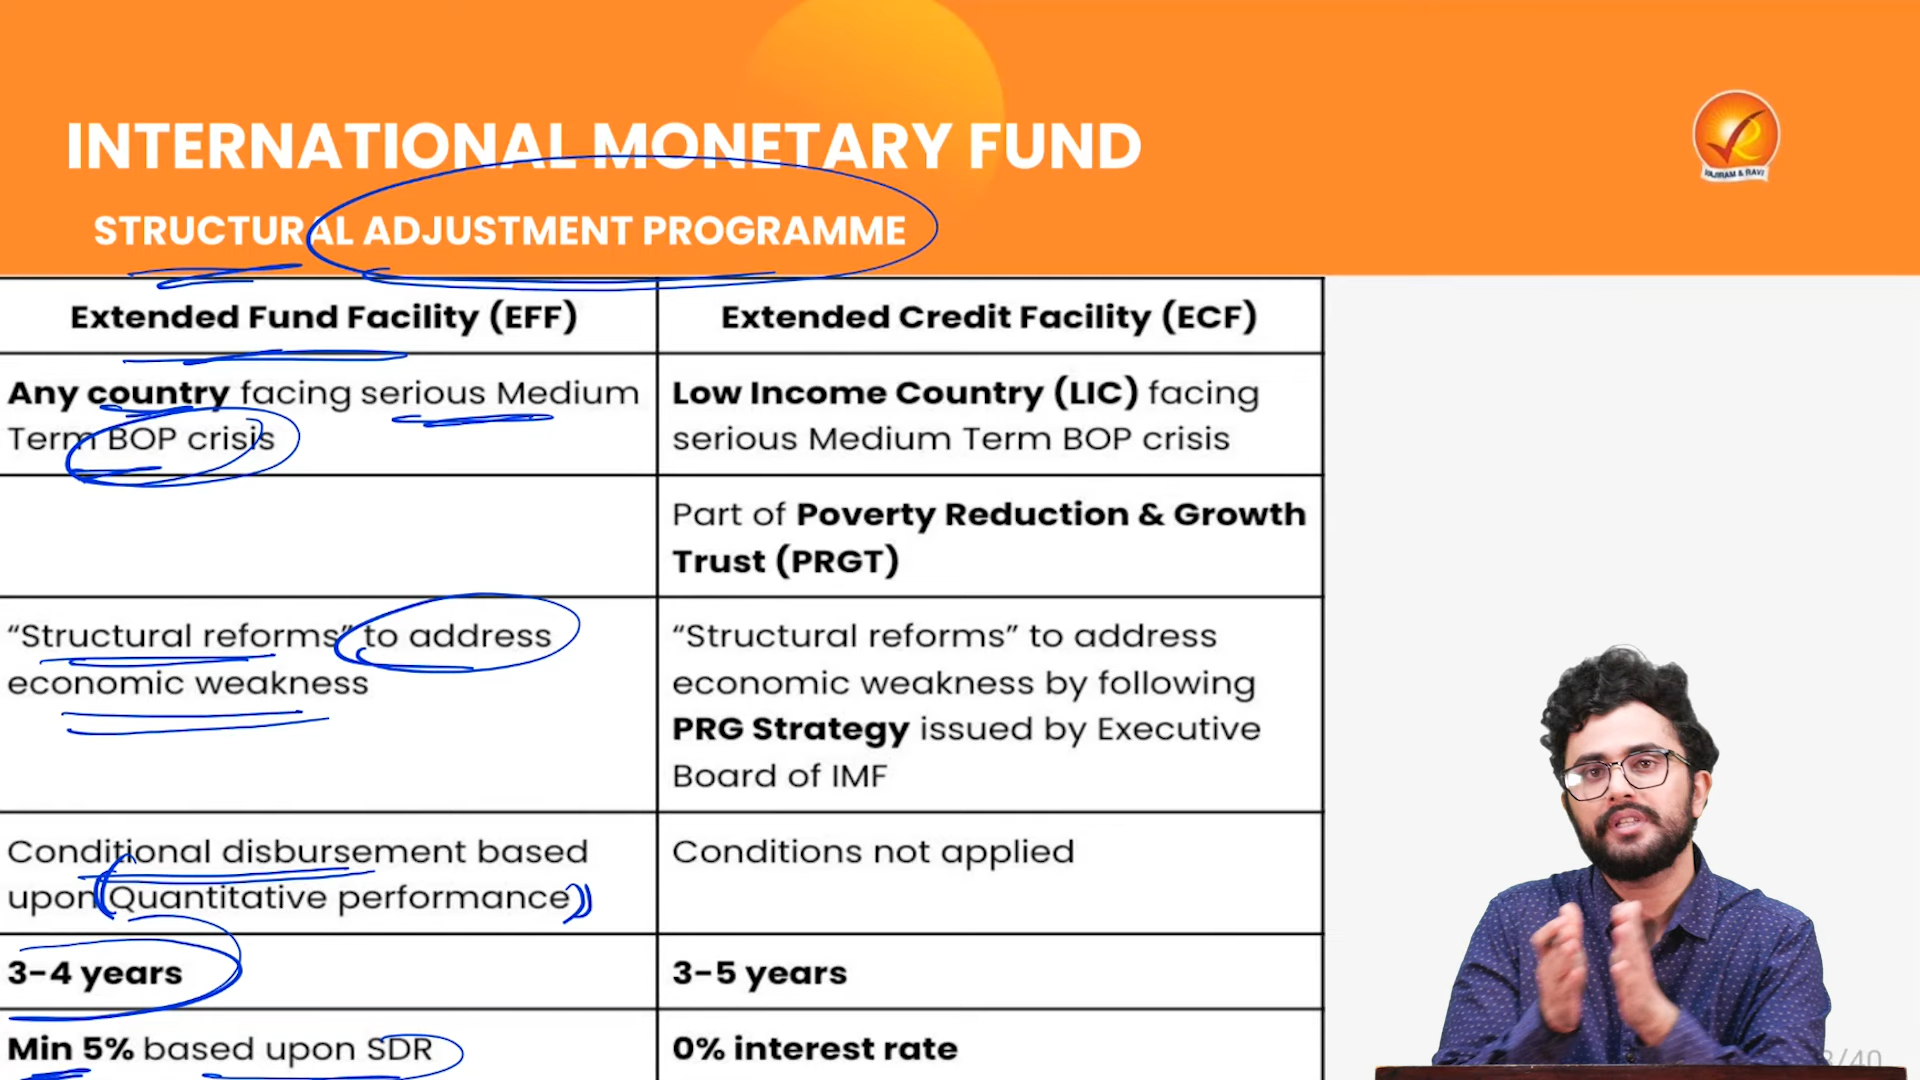 INTERNATIONAL MONETARY FUND
VAJIRAM & RAVI
STRUCTURAL ADJUSTMENT PROGRAMME
Extended Fund Facility (EFF)
Extended Credit Facility (ECF)
Any country facing serious Medium
Term BOP crisis
Low Income Country (LIC) facing
serious Medium Term BOP crisis
Part of Poverty Reduction & Growth
Trust (PRGT)
“Structural reforms” to address
economic weakness
“Structural reforms” to address
economic weakness by following
PRG Strategy issued by Executive
Board of IMF
Conditional disbursement based
upon Quantitative performance
Conditions not applied
3-4 years
3-5 years
Min 5% based upon SDR
0% interest rate
/40